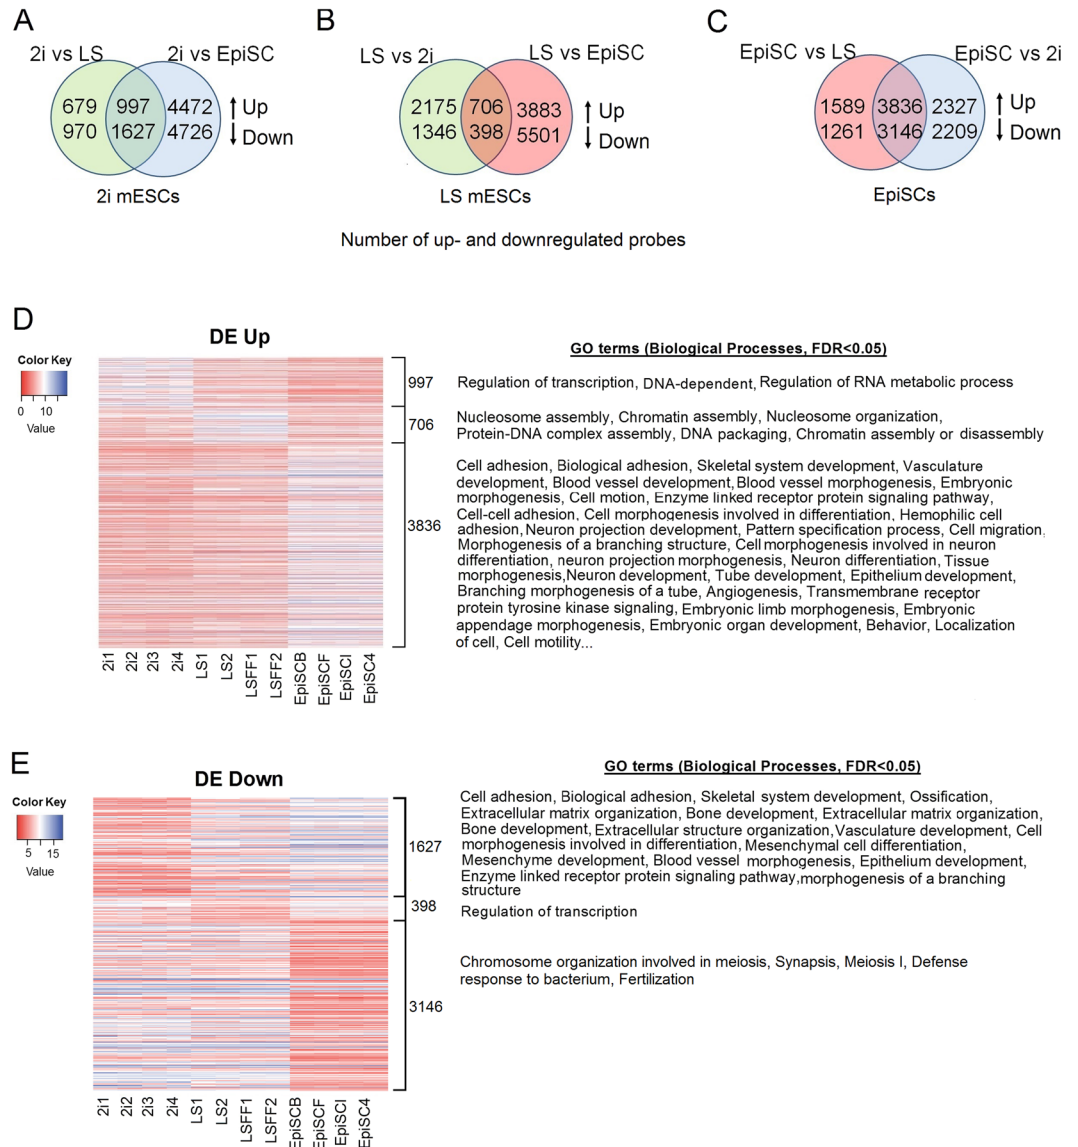 A
2i vs LS
2i vs EpiSC
679
997
4472
Up
970
1627
4726
Down
2i mESCs
B
LS vs 2i
LS vs EpiSC
2175
706
3883
Up
1346
398
5501
Down
LS mESCs
C
EpiSC vs LS
EpiSC vs 2i
1589
3836
2327
Up
1261
3146
2209
Down
EpiSCs
Number of up- and downregulated probes
D
DE Up
Color Key
0 10
Value
997
706
3836
2i1
2i2
2i3
2i4
LS1
LS2
LSFF1
LSFF2
EpiSCB
EpiSCF
EpiSCI
EpiSC4
GO terms (Biological Processes, FDR<0.05)
Regulation of transcription, DNA-dependent, Regulation of RNA metabolic process
Nucleosome assembly, Chromatin assembly, Nucleosome organization,
Protein-DNA complex assembly, DNA packaging, Chromatin assembly or disassembly
Cell adhesion, Biological adhesion, Skeletal system development, Vasculature
development, Blood vessel development, Blood vessel morphogenesis, Embryonic
morphogenesis, Cell motion, Enzyme linked receptor protein signaling pathway,
Cell-cell adhesion, Cell morphogenesis involved in differentiation, Hemophilic cell
adhesion, Neuron projection development, Pattern specification process, Cell migration,
Morphogenesis of a branching structure, Cell morphogenesis involved in neuron
differentiation, neuron projection morphogenesis, Neuron differentiation, Tissue
morphogenesis, Neuron development, Tube development, Epithelium development,
Branching morphogenesis of a tube, Angiogenesis, Transmembrane receptor
protein tyrosine kinase signaling, Embryonic limb morphogenesis, Embryonic
appendage morphogenesis, Embryonic organ development, Behavior, Localization
of cell, Cell motility...
E
DE Down
Color Key
5 15
Value
1627
398
3146
2i1
2i2
2i3
2i4
LS1
LS2
LSFF1
LSFF2
EpiSCB
EpiSCF
EpiSCI
EpiSC4
GO terms (Biological Processes, FDR<0.05)
Cell adhesion, Biological adhesion, Skeletal system development, Ossification,
Extracellular matrix organization, Bone development, Extracellular matrix organization,
Bone development, Extracellular structure organization, Vasculature development, Cell
morphogenesis involved in differentiation, Mesenchymal cell differentiation,
Mesenchyme development, Blood vessel morphogenesis, Epithelium development,
Enzyme linked receptor protein signaling pathway, morphogenesis of a branching
structure
Regulation of transcription
Chromosome organization involved in meiosis, Synapsis, Meiosis I, Defense
response to bacterium, Fertilization